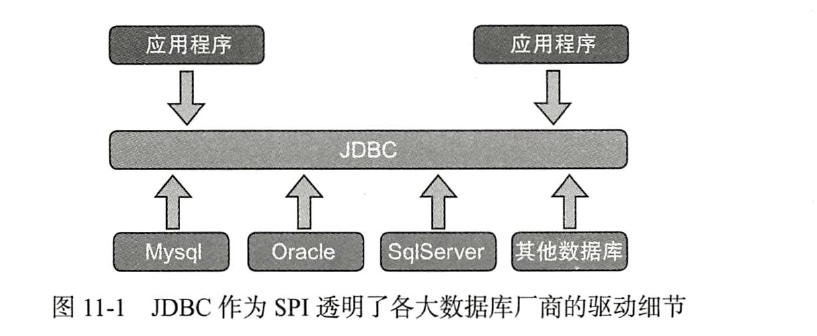 应用程序 应用程序
JDBC
Mysql Oracle SqlServer 其他数据库
图 11-1 JDBC 作为 SPI 透明了各大数据库厂商的驱动细节